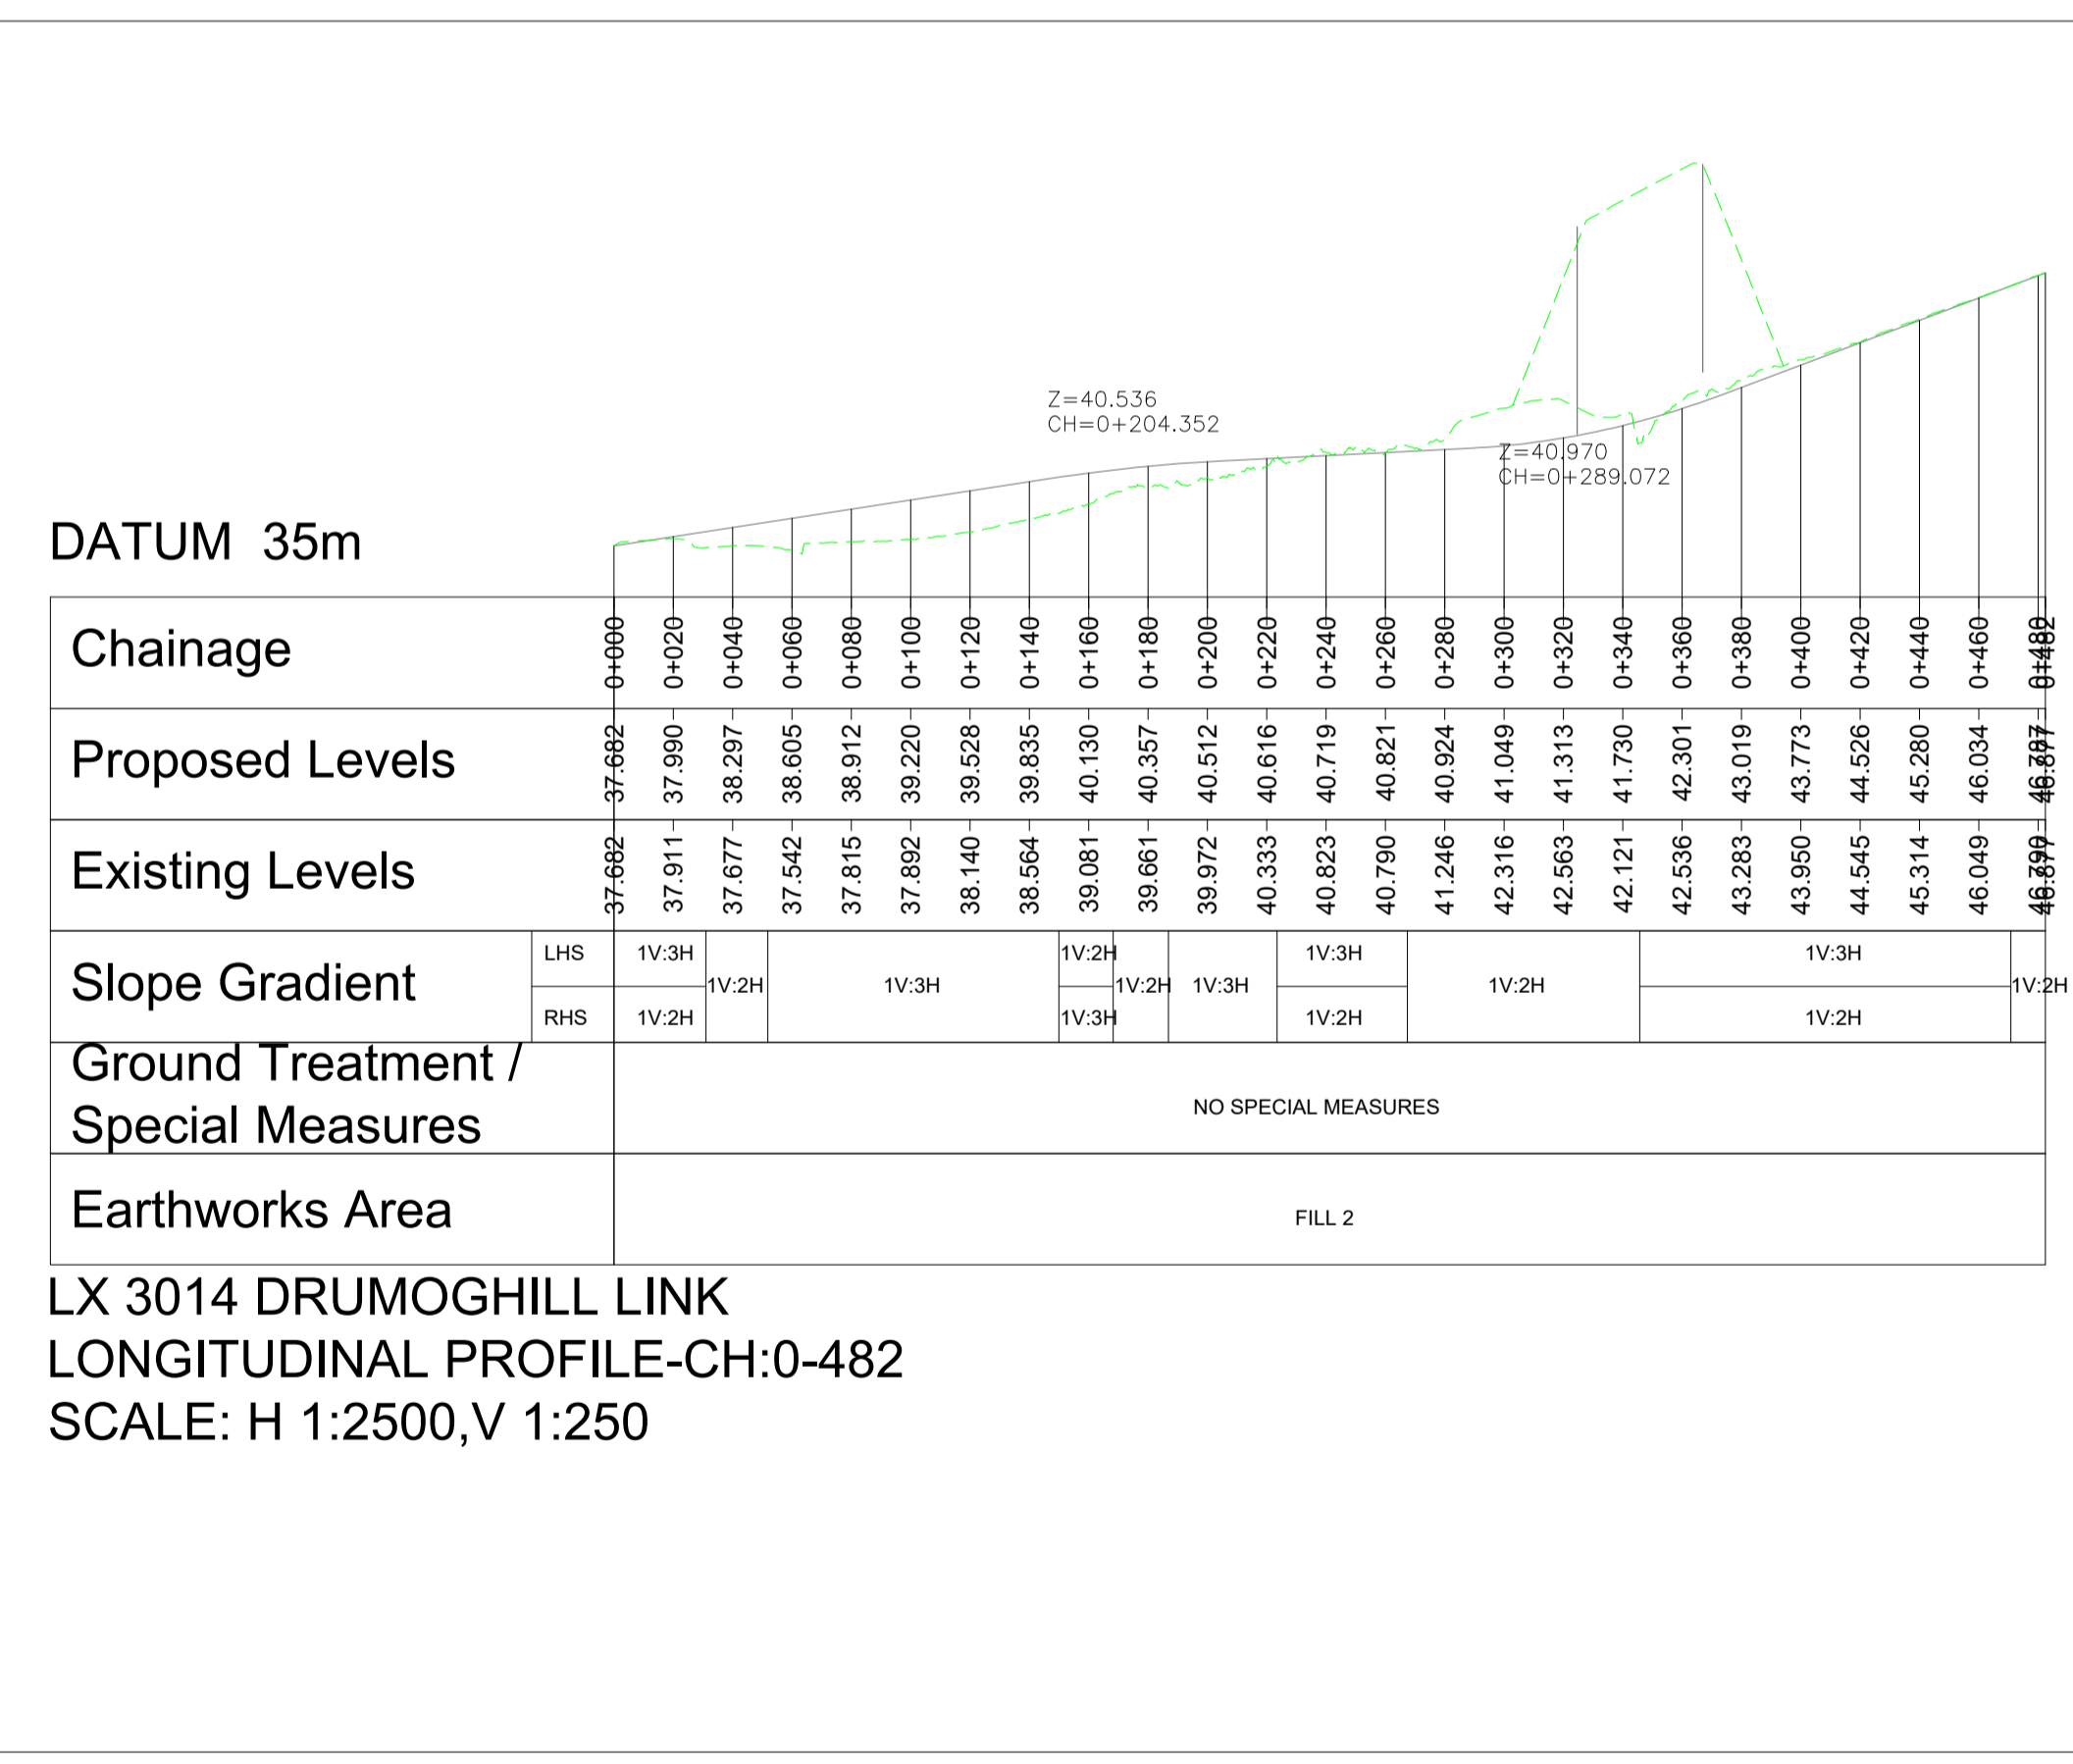 Z=40.536
CH=0+204.352
Z=40.970
CH=0+289.072
DATUM 35m
Chainage 0+000 0+020 0+040 0+060 0+080 0+100 0+120 0+140 0+160 0+180 0+200 0+220 0+240 0+260 0+280 0+300 0+320 0+340 0+360 0+380 0+400 0+420 0+440 0+460 0+480 0+482
Proposed Levels 37.682 37.990 38.297 38.605 38.912 39.220 39.528 39.835 40.130 40.357 40.512 40.616 40.719 40.821 40.924 41.049 41.313 41.730 42.301 43.019 43.773 44.526 45.280 46.034 46.877
Existing Levels 37.682 37.911 37.677 37.542 37.815 37.892 38.140 38.564 39.081 39.661 39.972 40.333 40.823 40.790 41.246 42.316 42.563 42.121 42.536 43.283 43.950 44.545 45.314 46.049 46.877
Slope Gradient
LHS 1V:3H 1V:2H 1V:3H 1V:3H
1V:2H 1V:3H 1V:2H 1V:3H 1V:2H 1V:2H
RHS 1V:2H 1V:3H 1V:2H 1V:2H
Ground Treatment /
Special Measures
NO SPECIAL MEASURES
Earthworks Area
FILL 2
LX 3014 DRUMOGHILL LINK
LONGITUDINAL PROFILE-CH:0-482
SCALE: H 1:2500,V 1:250